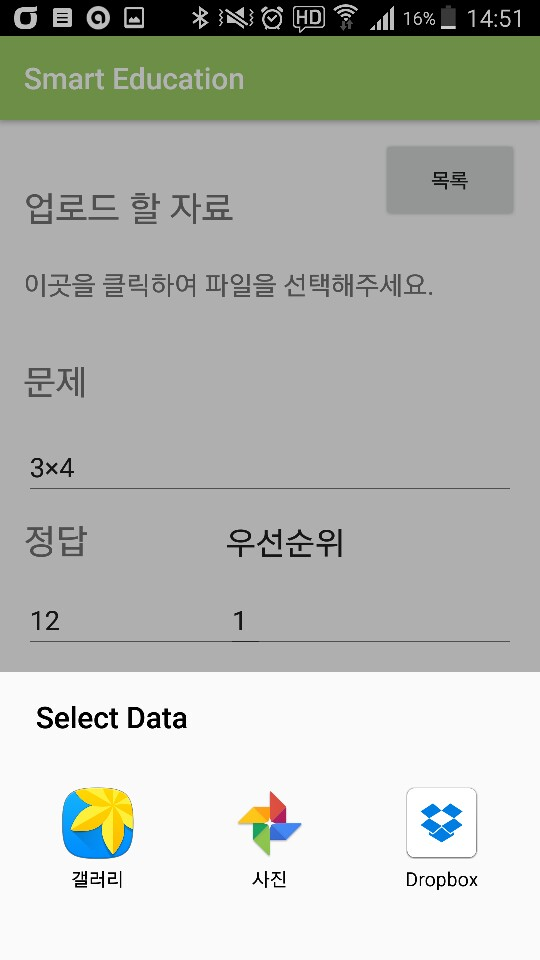 HD 16% 14:51
Smart Education
목록
업로드 할 자료
이곳을 클릭하여 파일을 선택해주세요.
문제
3×4
정답 우선순위
12 1
Select Data
갤러리 사진 Dropbox